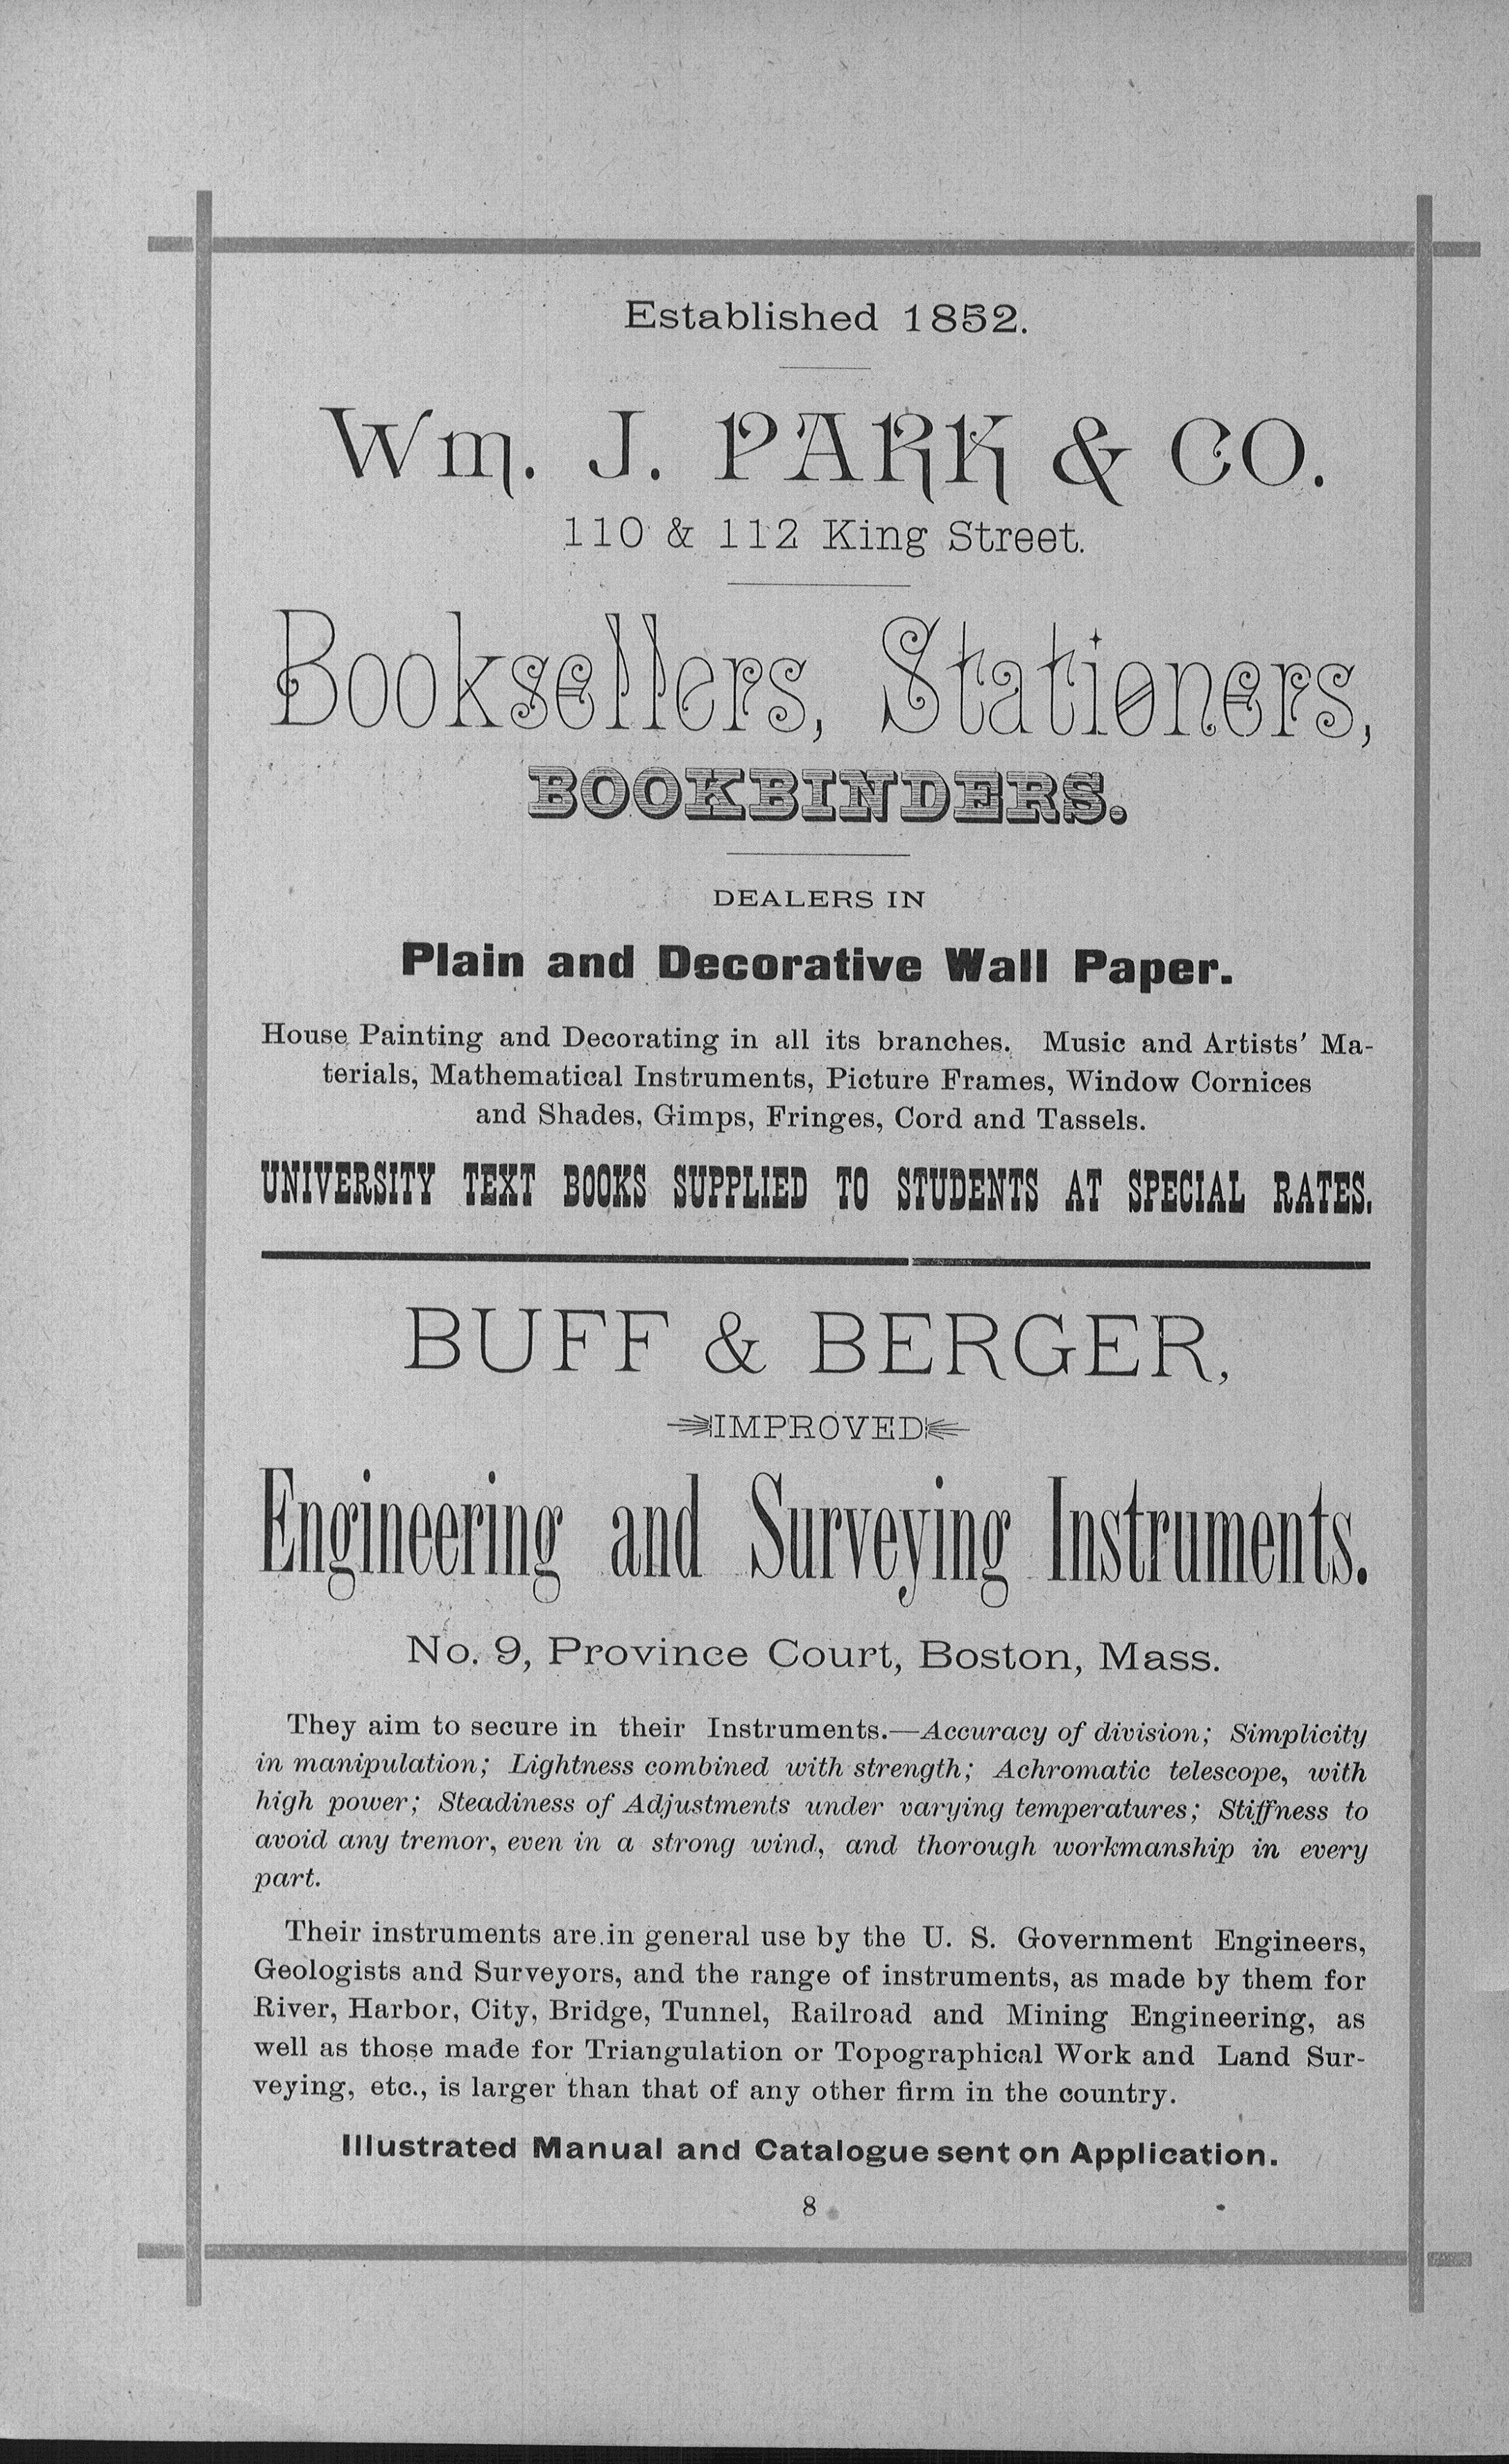 Established 1852.
Wm. J. PARK & CO.
110 & 112 King Street.
Booksellers, Stationers,
BOOKBINDERS.
DEALERS IN
Plain and Decorative Wall Paper.
House Painting and Decorating in all its branches. Music and Artists' Ma-
terials, Mathematical Instruments, Picture Frames, Window Cornices
and Shades, Gimps, Fringes, Cord and Tassels.
UNIVERSITY TEXT BOOKS SUPPLIED TO STUDENTS AT SPECIAL RATES.
BUFF & BERGER,
IMPROVED
Engineering and Surveying Instruments.
No. 9, Province Court, Boston, Mass.
They aim to secure in their Instruments.—Accuracy of division; Simplicity
in manipulation; Lightness combined with strength; Achromatic telescope, with
high power; Steadiness of Adjustments under varying temperatures; Stiffness to
avoid any tremor, even in a strong wind, and thorough workmanship in every
part.
Their instruments are in general use by the U. S. Government Engineers,
Geologists and Surveyors, and the range of instruments, as made by them for
River, Harbor, City, Bridge, Tunnel, Railroad and Mining Engineering, as
well as those made for Triangulation or Topographical Work and Land Sur-
veying, etc., is larger than that of any other firm in the country.
Illustrated Manual and Catalogue sent on Application.
8